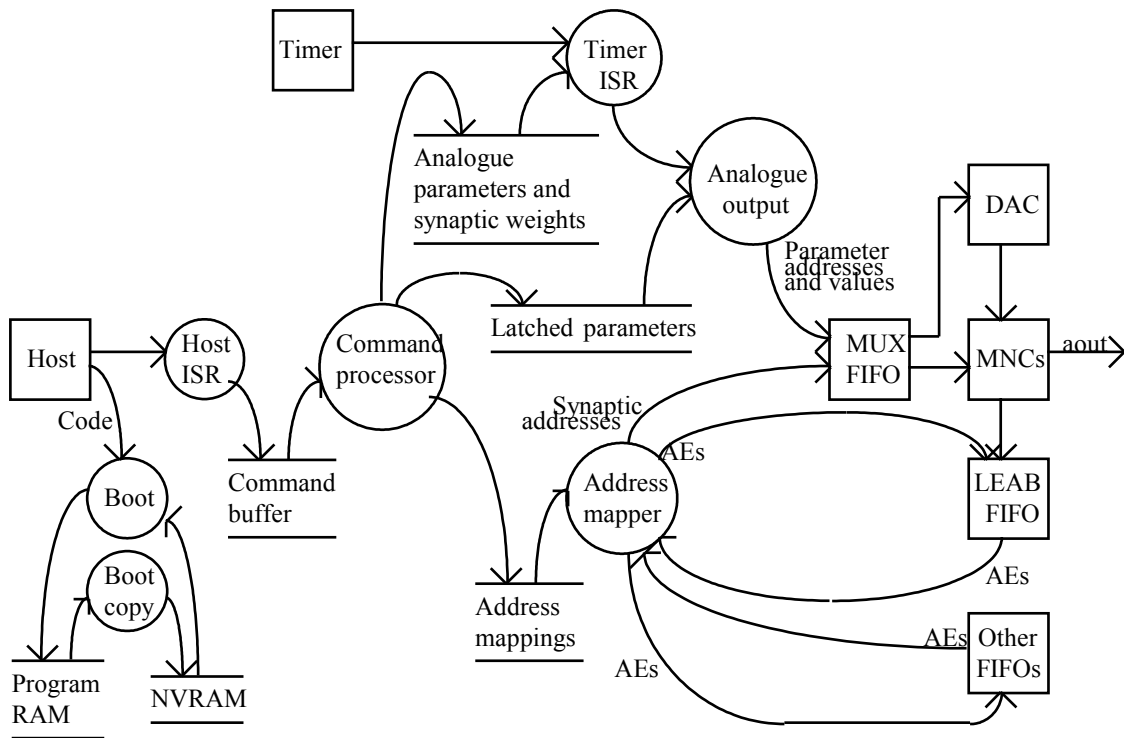 Timer
Timer
ISR
Analogue
parameters and
synaptic weights
Analogue
output
DAC
Parameter
addresses
and values
Latched parameters
Host
Host
ISR
Command
processor
MUX
FIFO
MNCs
aout
Code
Synaptic
addresses
AEs
Boot
Command
buffer
Address
mapper
LEAB
FIFO
Boot
copy
AEs
Address
mappings
AEs
Other
FIFOs
AEs
Program
RAM
NVRAM